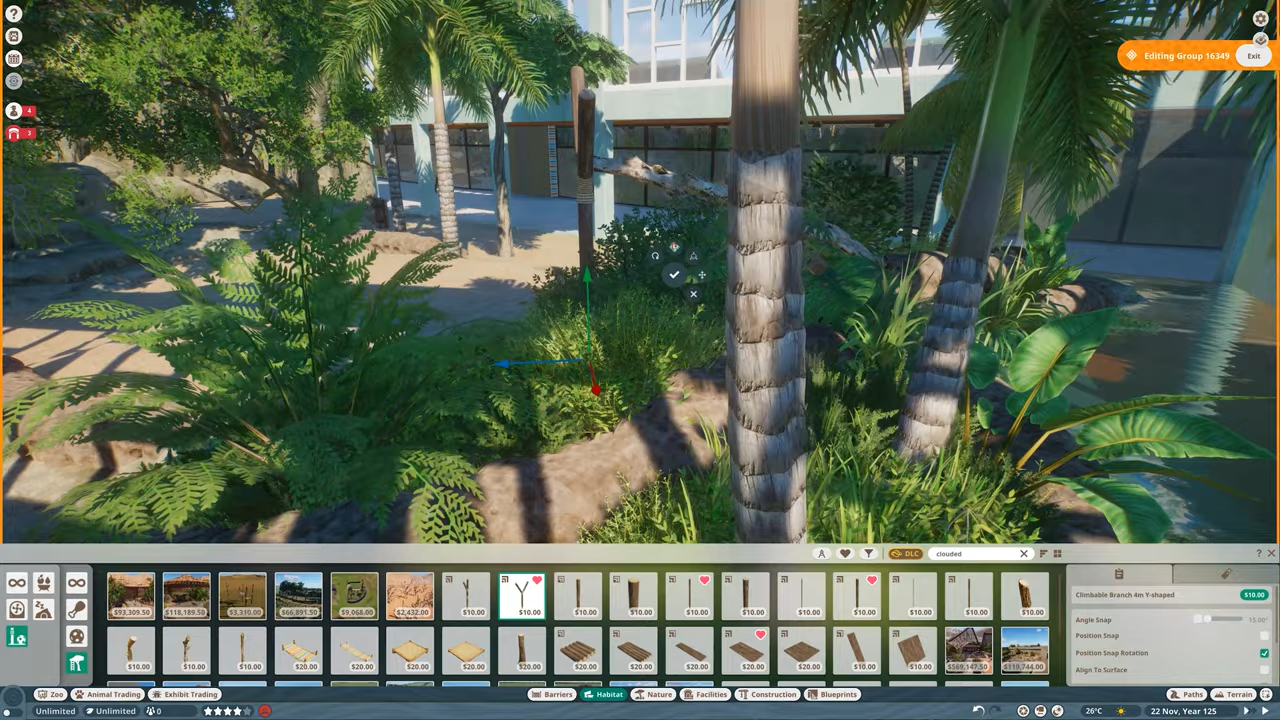 ?
Editing Group 16349
Exit
4
3
DLC
clouded
?
$93,309.50
$118,189.50
$3,310.00
$66,891.50
$9,068.00
$2,432.00
$10.00
$10.00
$10.00
$10.00
$10.00
$10.00
$10.00
$10.00
$10.00
$10.00
$10.00
$10.00
$10.00
$10.00
$20.00
$20.00
$20.00
$20.00
$20.00
$20.00
$20.00
$20.00
$20.00
$20.00
$10.00
$10.00
$569,147.50
$119,744.00
Climbable Branch 4m Y-shaped
$10.00
Angle Snap
15.00°
Position Snap
Position Snap Rotation
Align To Surface
Zoo
Animal Trading
Exhibit Trading
Barriers
Habitat
Nature
Facilities
Construction
Blueprints
Paths
Terrain
Unlimited
Unlimited
0
26°C
22 Nov, Year 125